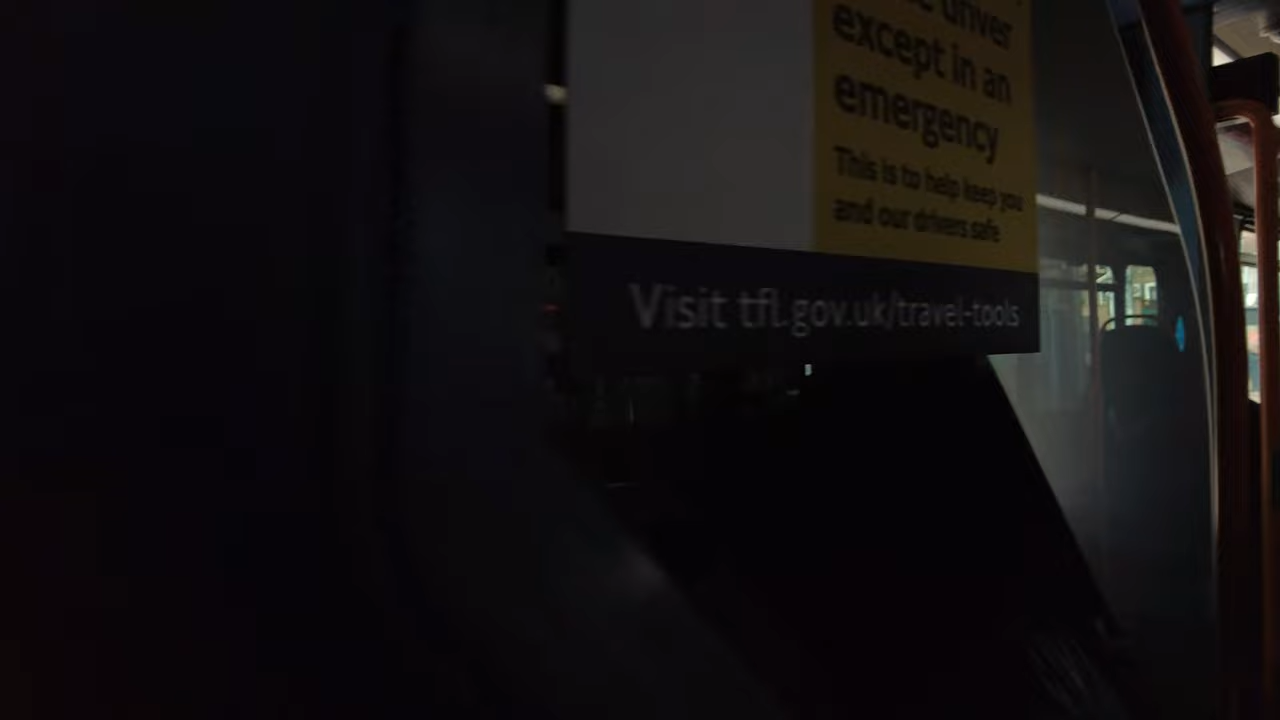 driver
except in an
emergency
This is to help keep you
and our drivers safe
Visit tfl.gov.uk/travel-tools